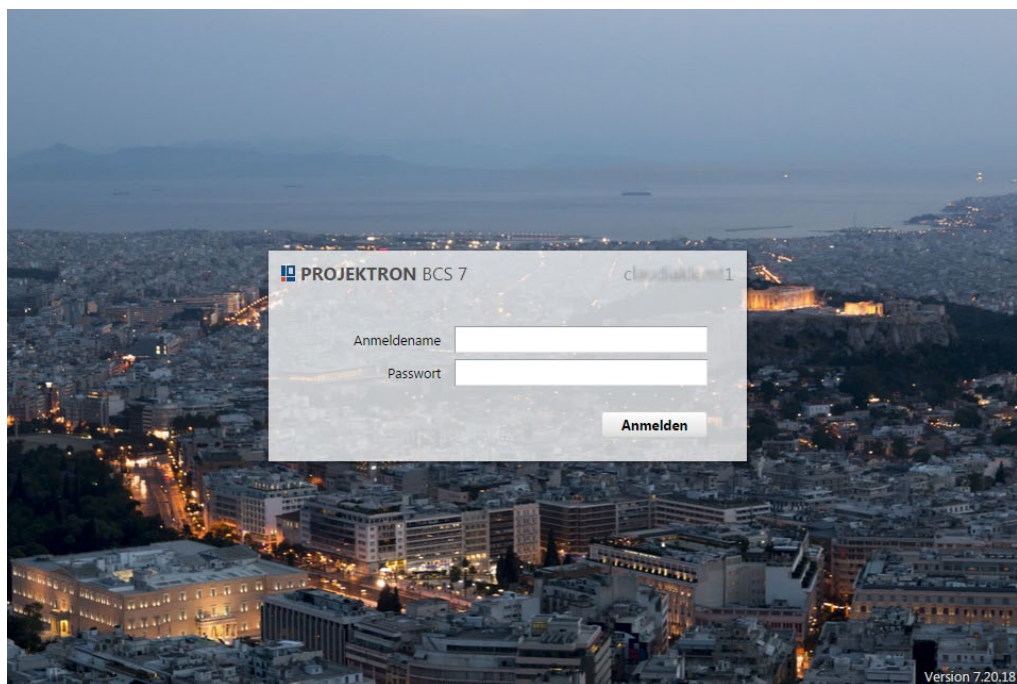 PROJEKTRON BCS 7
Anmeldename
Passwort
Anmelden
Version 7.20.18